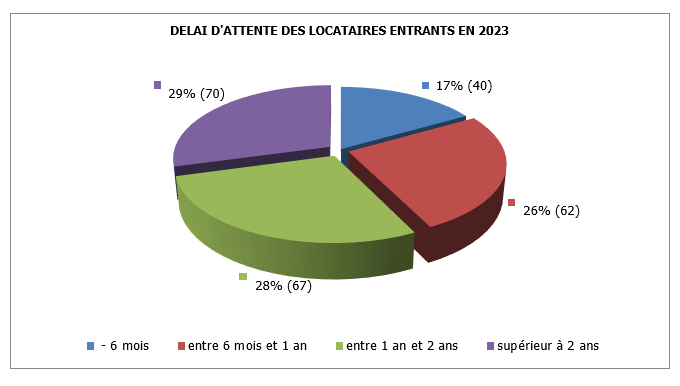 DELAI D'ATTENTE DES LOCATAIRES ENTRANTS EN 2023
17% (40)
29% (70)
26% (62)
28% (67)
- 6 mois
entre 6 mois et 1 an
entre 1 an et 2 ans
supérieur à 2 ans